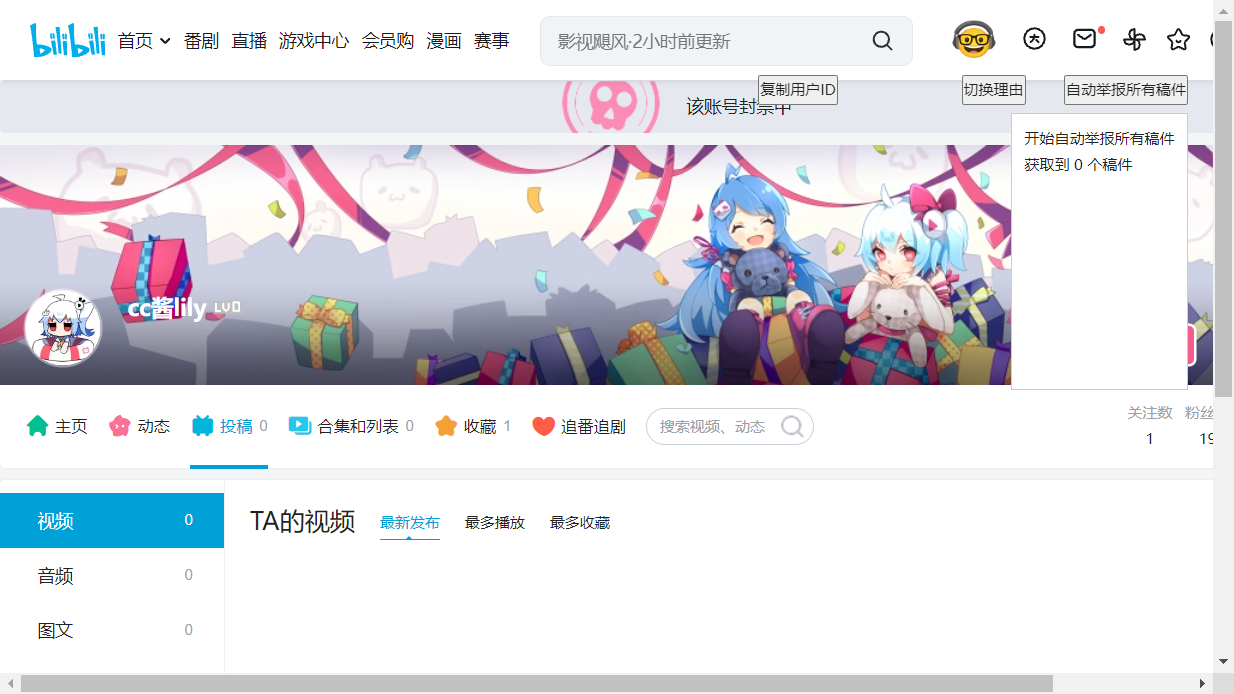 bilibili 首页 番剧 直播 游戏中心 会员购 漫画 赛事 影视飓风·2小时前更新
该账号封禁中 复制用户ID 切换理由 自动举报所有稿件
开始自动举报所有稿件
获取到 0 个稿件
cc酱lily LV0
主页 动态 投稿 0 合集和列表 0 收藏 1 追番追剧 搜索视频、动态
关注数 粉丝
1 19
视频 0
TA的视频 最新发布 最多播放 最多收藏
音频 0
图文 0